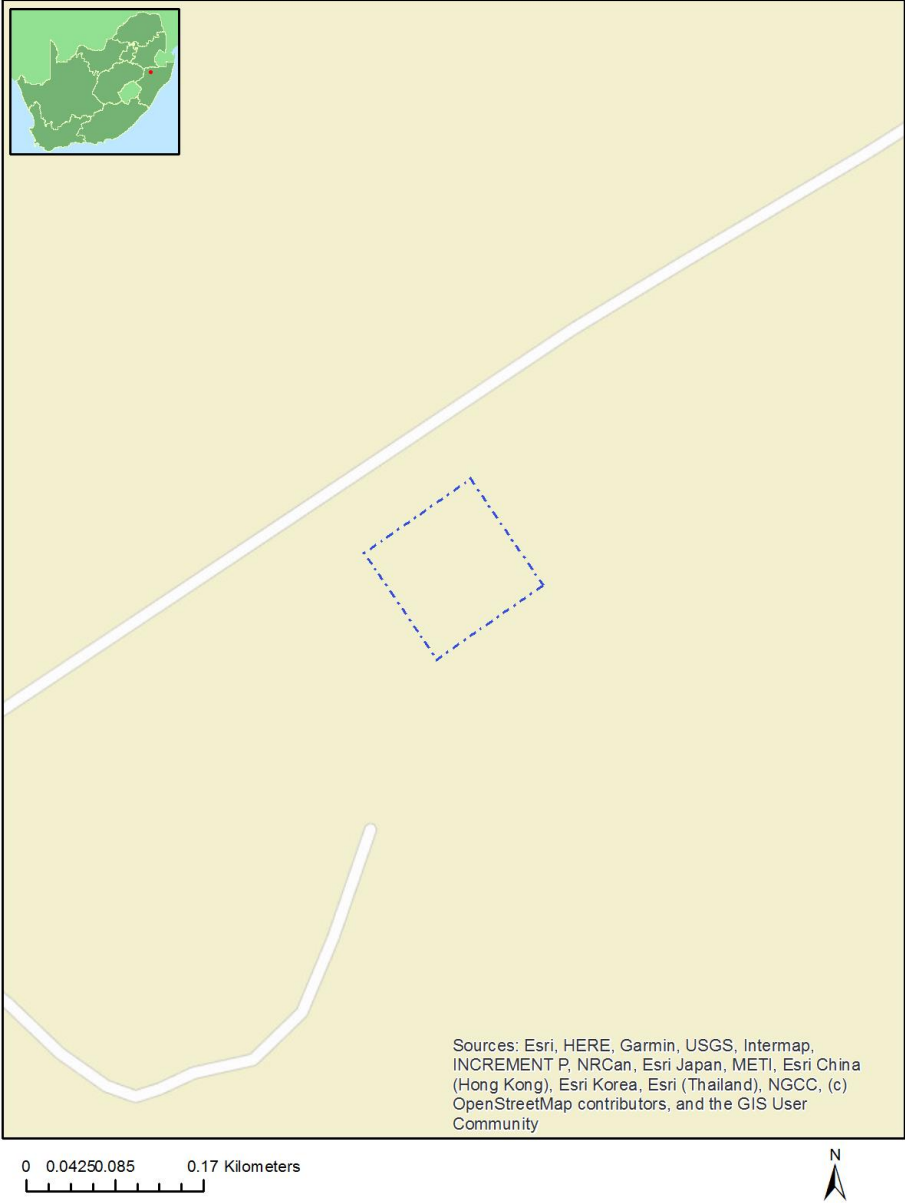 Sources: Esri, HERE, Garmin, USGS, Intermap,
INCREMENT P, NRCan, Esri Japan, METI, Esri China
(Hong Kong), Esri Korea, Esri (Thailand), NGCC, (c)
OpenStreetMap contributors, and the GIS User
Community
N
0 0.04250.085 0.17 Kilometers